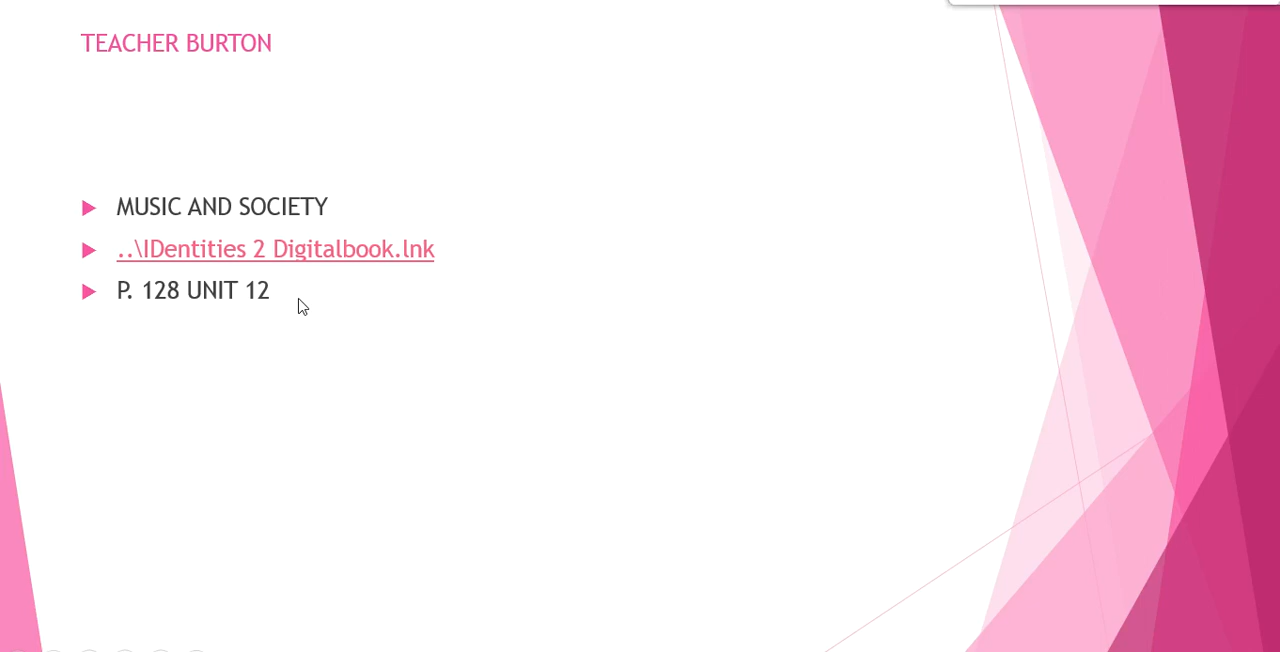 TEACHER BURTON
MUSIC AND SOCIETY
..\IDentities 2 Digitalbook.lnk
P. 128 UNIT 12